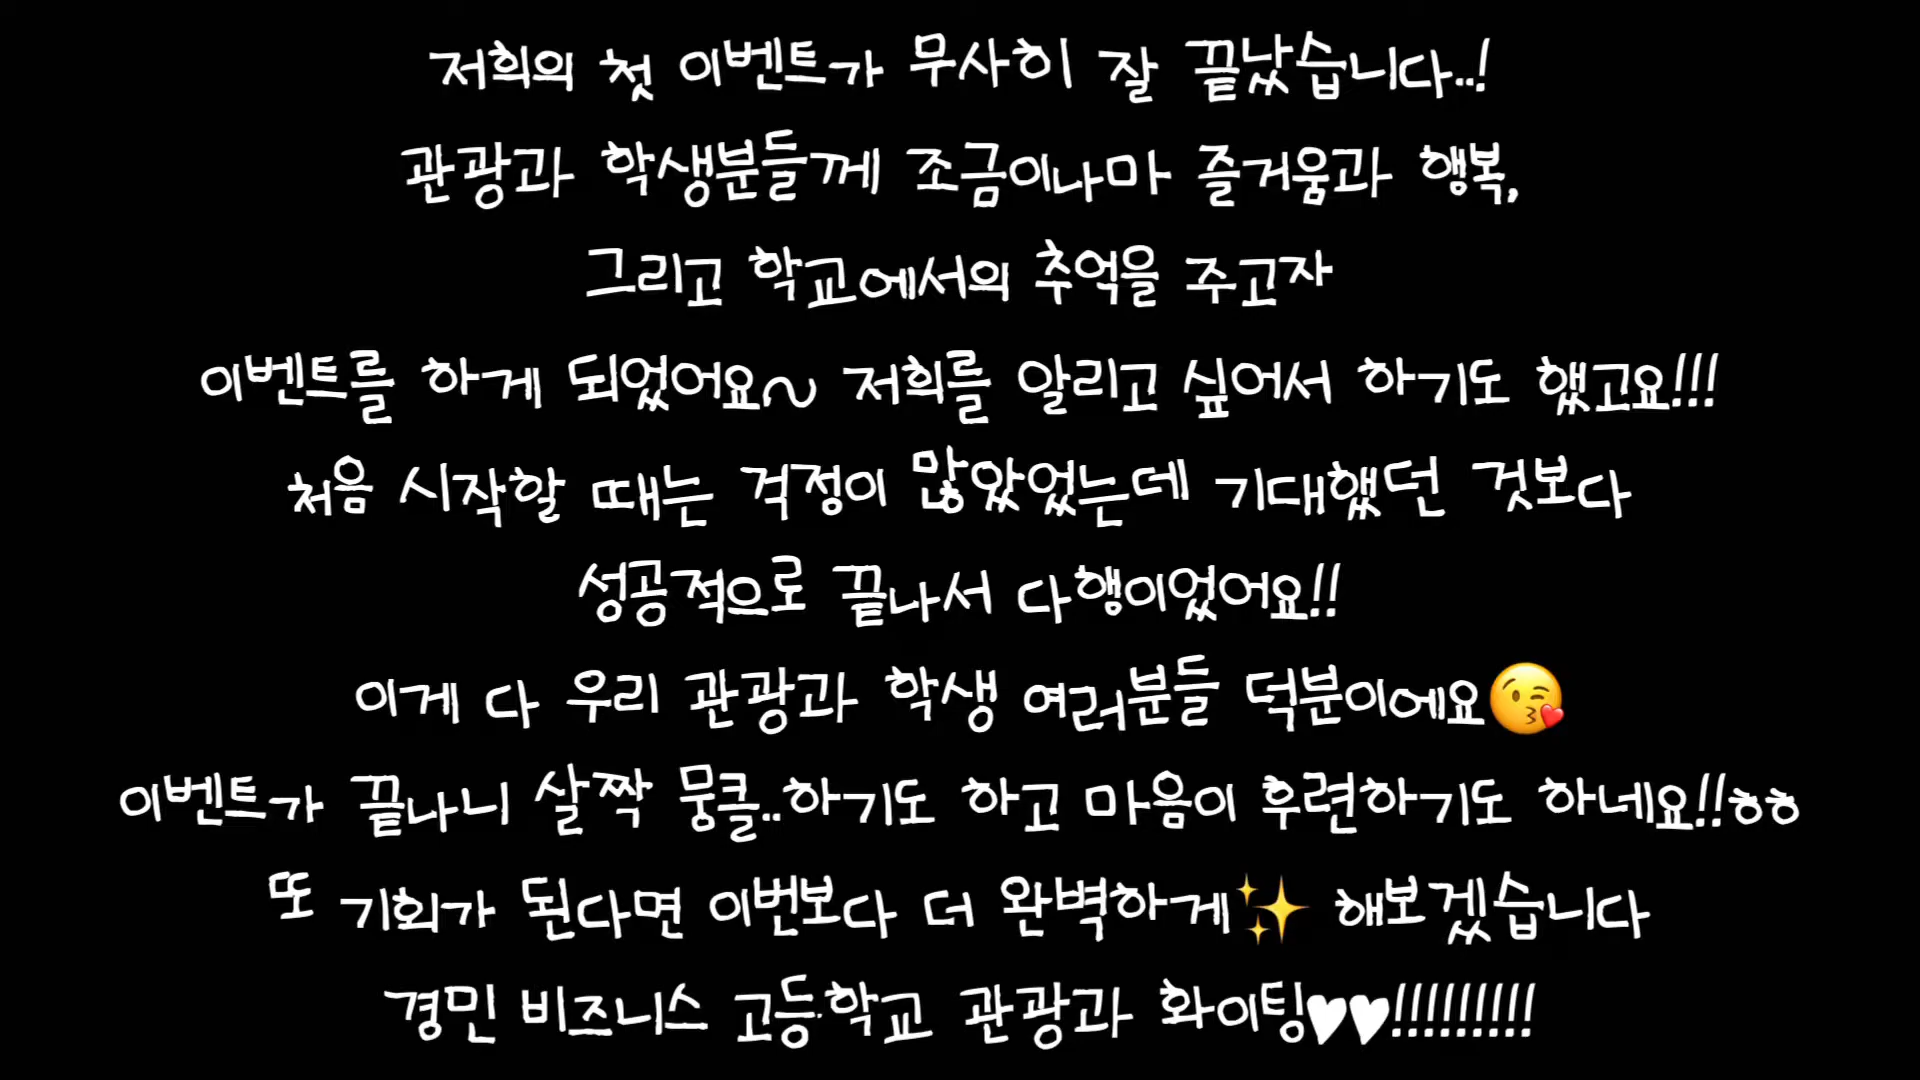 저희의 첫 이벤트가 무사히 잘 끝났습니다..!
관광과 학생분들께 조금이나마 즐거움과 행복,
그리고 학교에서의 추억을 주고자
이벤트를 하게 되었어요~ 저희를 알리고 싶어서 하기도 했고요!!!
처음 시작할 때는 걱정이 많았었는데 기대했던 것보다
성공적으로 끝나서 다행이었어요!!
이게 다 우리 관광과 학생 여러분들 덕분이에요😘
이벤트가 끝나니 살짝 뭉클..하기도 하고 마음이 후련하기도 하네요!!ㅎㅎ
또 기회가 된다면 이번보다 더 완벽하게✨ 해보겠습니다
경민 비즈니스 고등학교 관광과 화이팅♥♥!!!!!!!!!